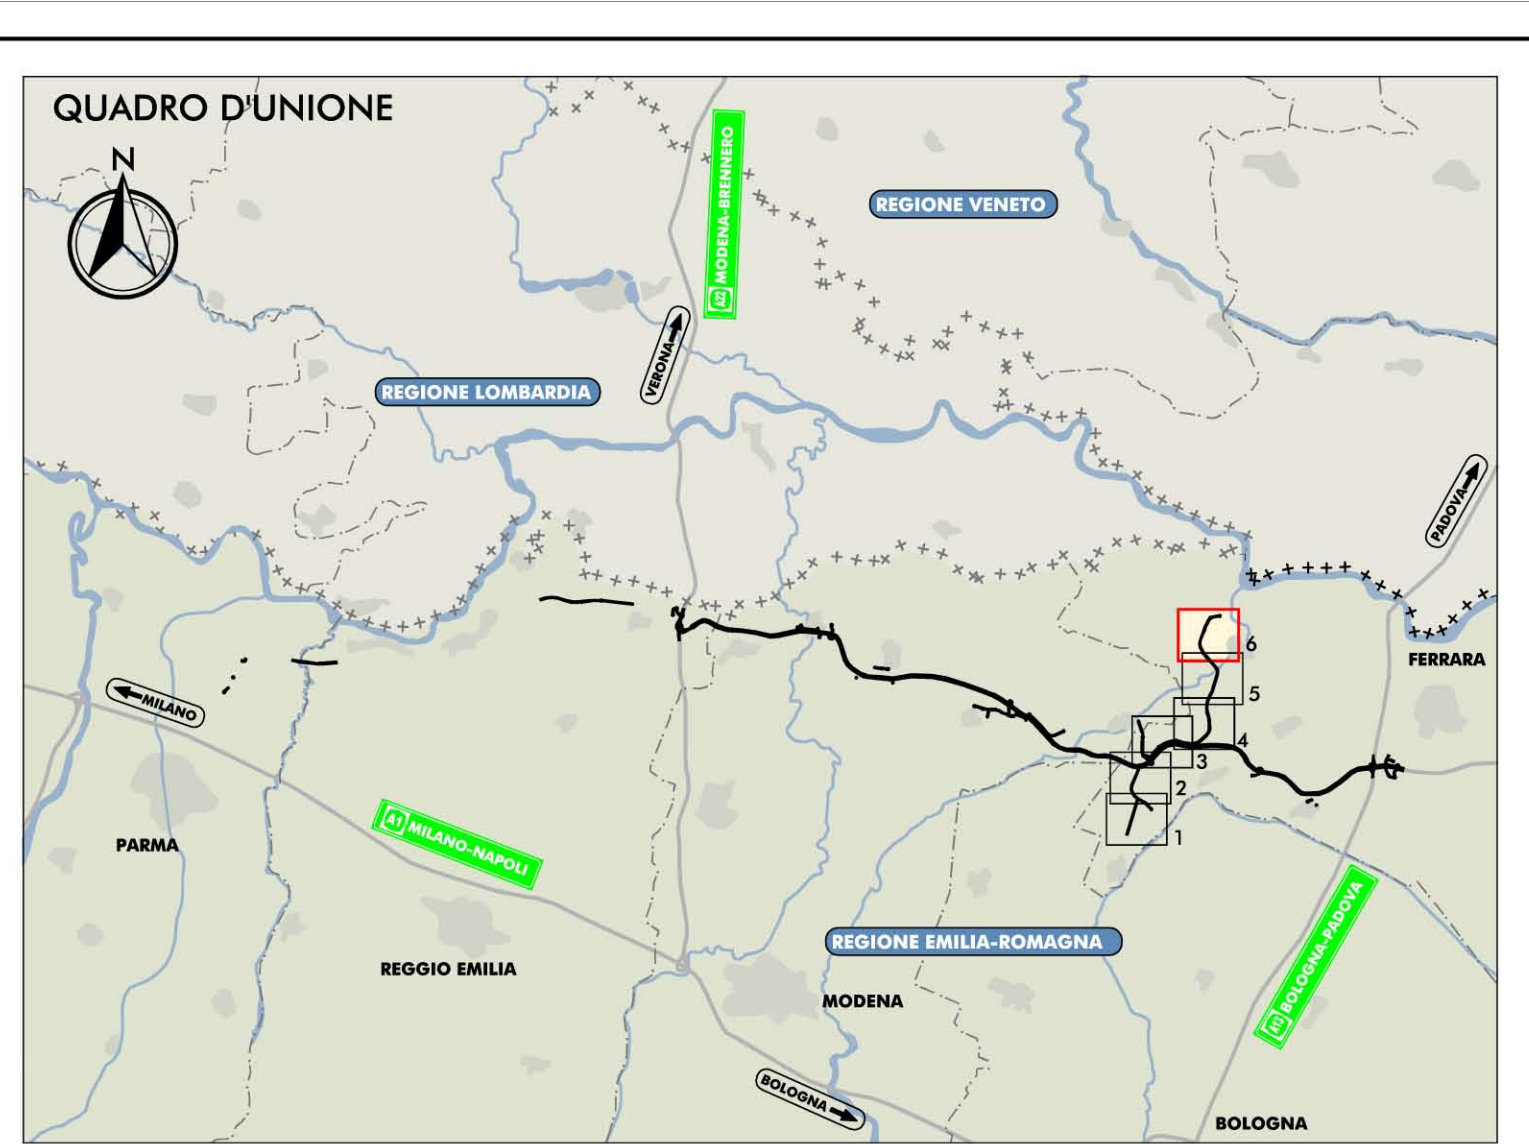 QUADRO D'UNIONE
N
A22 MODENA-BRENNERO
REGIONE VENETO
VERONA
REGIONE LOMBARDIA
PADOVA
6
FERRARA
5
MILANO
4
3
2
1
A1 MILANO-NAPOLI
PARMA
A13 BOLOGNA-PADOVA
REGIONE EMILIA-ROMAGNA
REGGIO EMILIA
MODENA
BOLOGNA
BOLOGNA